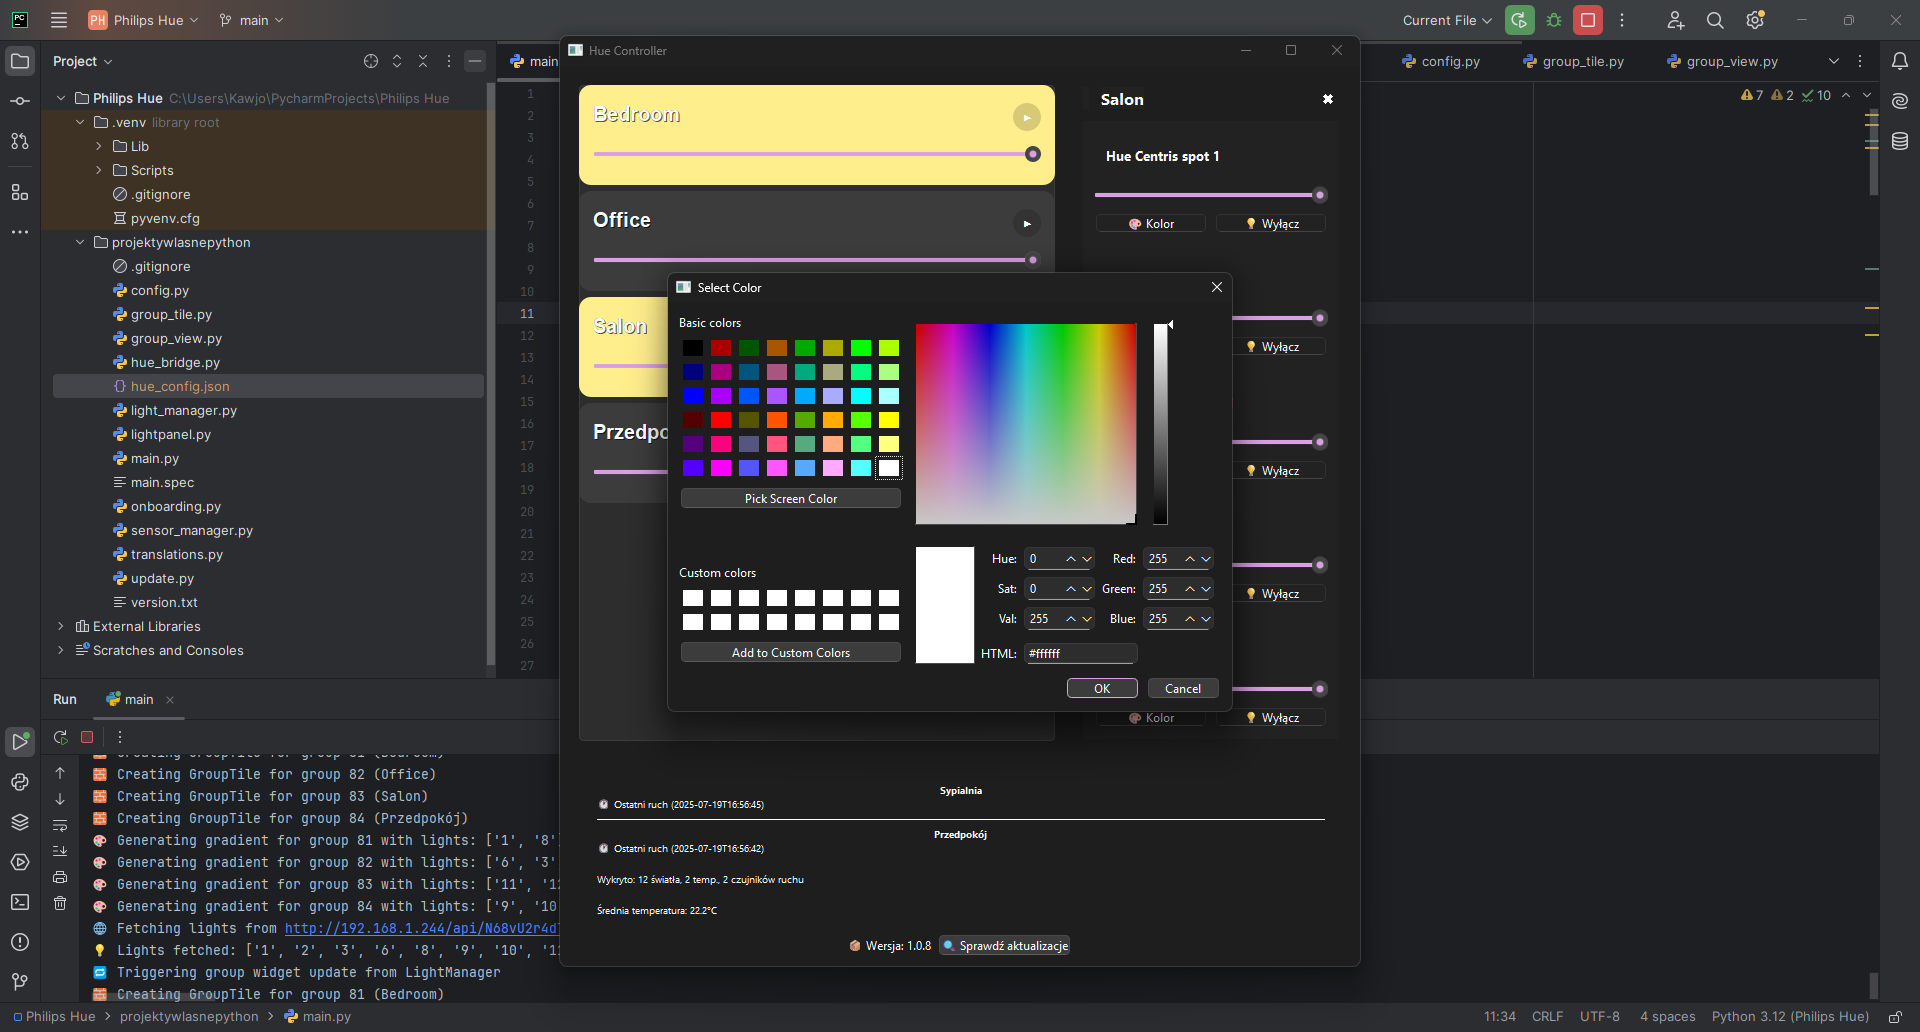 PC
PH Philips Hue
main
Current File
Project
Philips Hue C:\Users\Kawjo\PycharmProjects\Philips Hue
.venv library root
Lib
Scripts
.gitignore
pyvenv.cfg
projektywlasnepython
.gitignore
config.py
group_tile.py
group_view.py
hue_bridge.py
hue_config.json
light_manager.py
lightpanel.py
main.py
main.spec
onboarding.py
sensor_manager.py
translations.py
update.py
version.txt
External Libraries
Scratches and Consoles
main
config.py
group_tile.py
group_view.py
7 2 10
1
2
3
4
5
6
7
8
9
10
11
12
13
14
15
16
17
18
19
20
21
22
23
24
25
26
27
Hue Controller
Bedroom
Office
Salon
Przedpo
Salon
Hue Centris spot 1
Kolor Wyłącz
Wyłącz
Wyłącz
Wyłącz
Kolor Wyłącz
Select Color
Basic colors
Pick Screen Color
Custom colors
Add to Custom Colors
Hue: 0 Red: 255
Sat: 0 Green: 255
Val: 255 Blue: 255
HTML: #ffffff
OK Cancel
Sypialnia
Ostatni ruch (2025-07-19T16:56:45)
Przedpokój
Ostatni ruch (2025-07-19T16:56:42)
Wykryto: 12 światła, 2 temp., 2 czujników ruchu
Średnia temperatura: 22.2°C
Wersja: 1.0.8 Sprawdź aktualizacje
Run main
Creating GroupTile for group 81 (Bedroom)
Creating GroupTile for group 82 (Office)
Creating GroupTile for group 83 (Salon)
Creating GroupTile for group 84 (Przedpokój)
Generating gradient for group 81 with lights: ['1', '8'
Generating gradient for group 82 with lights: ['6', '3'
Generating gradient for group 83 with lights: ['11', '12
Generating gradient for group 84 with lights: ['9', '10
Fetching lights from http://192.168.1.244/api/N68vU2r4d
Lights fetched: ['1', '2', '3', '6', '8', '9', '10', '11
Triggering group widget update from LightManager
Creating GroupTile for group 81 (Bedroom)
Philips Hue > projektywlasnepython > main.py
11:34 CRLF UTF-8 4 spaces Python 3.12 (Philips Hue)